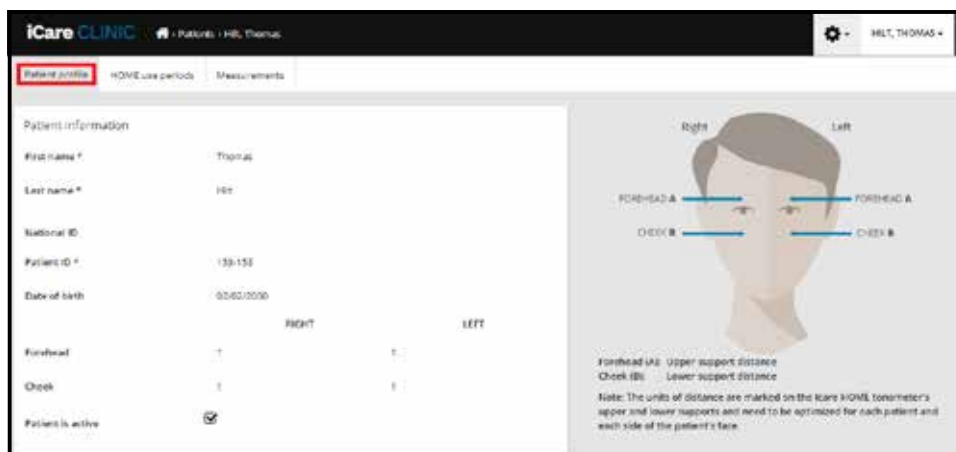 iCare CLINIC Patients › Hilt, Thomas HILT, THOMAS
Patient profile HOME use periods Measurements
Patient information
First name * Thomas
Last name * Hilt
National ID
Patient ID *
Date of birth
RIGHT LEFT
Forehead 1 1
Cheek 1 1
Patient is active
Right Left
FOREHEAD A FOREHEAD A
CHEEK B CHEEK B
Forehead (A): Upper support distance
Cheek (B): Lower support distance
Note: The units of distance are marked on the Icare HOME tonometer's
upper and lower supports and need to be optimized for each patient and
each side of the patient's face.